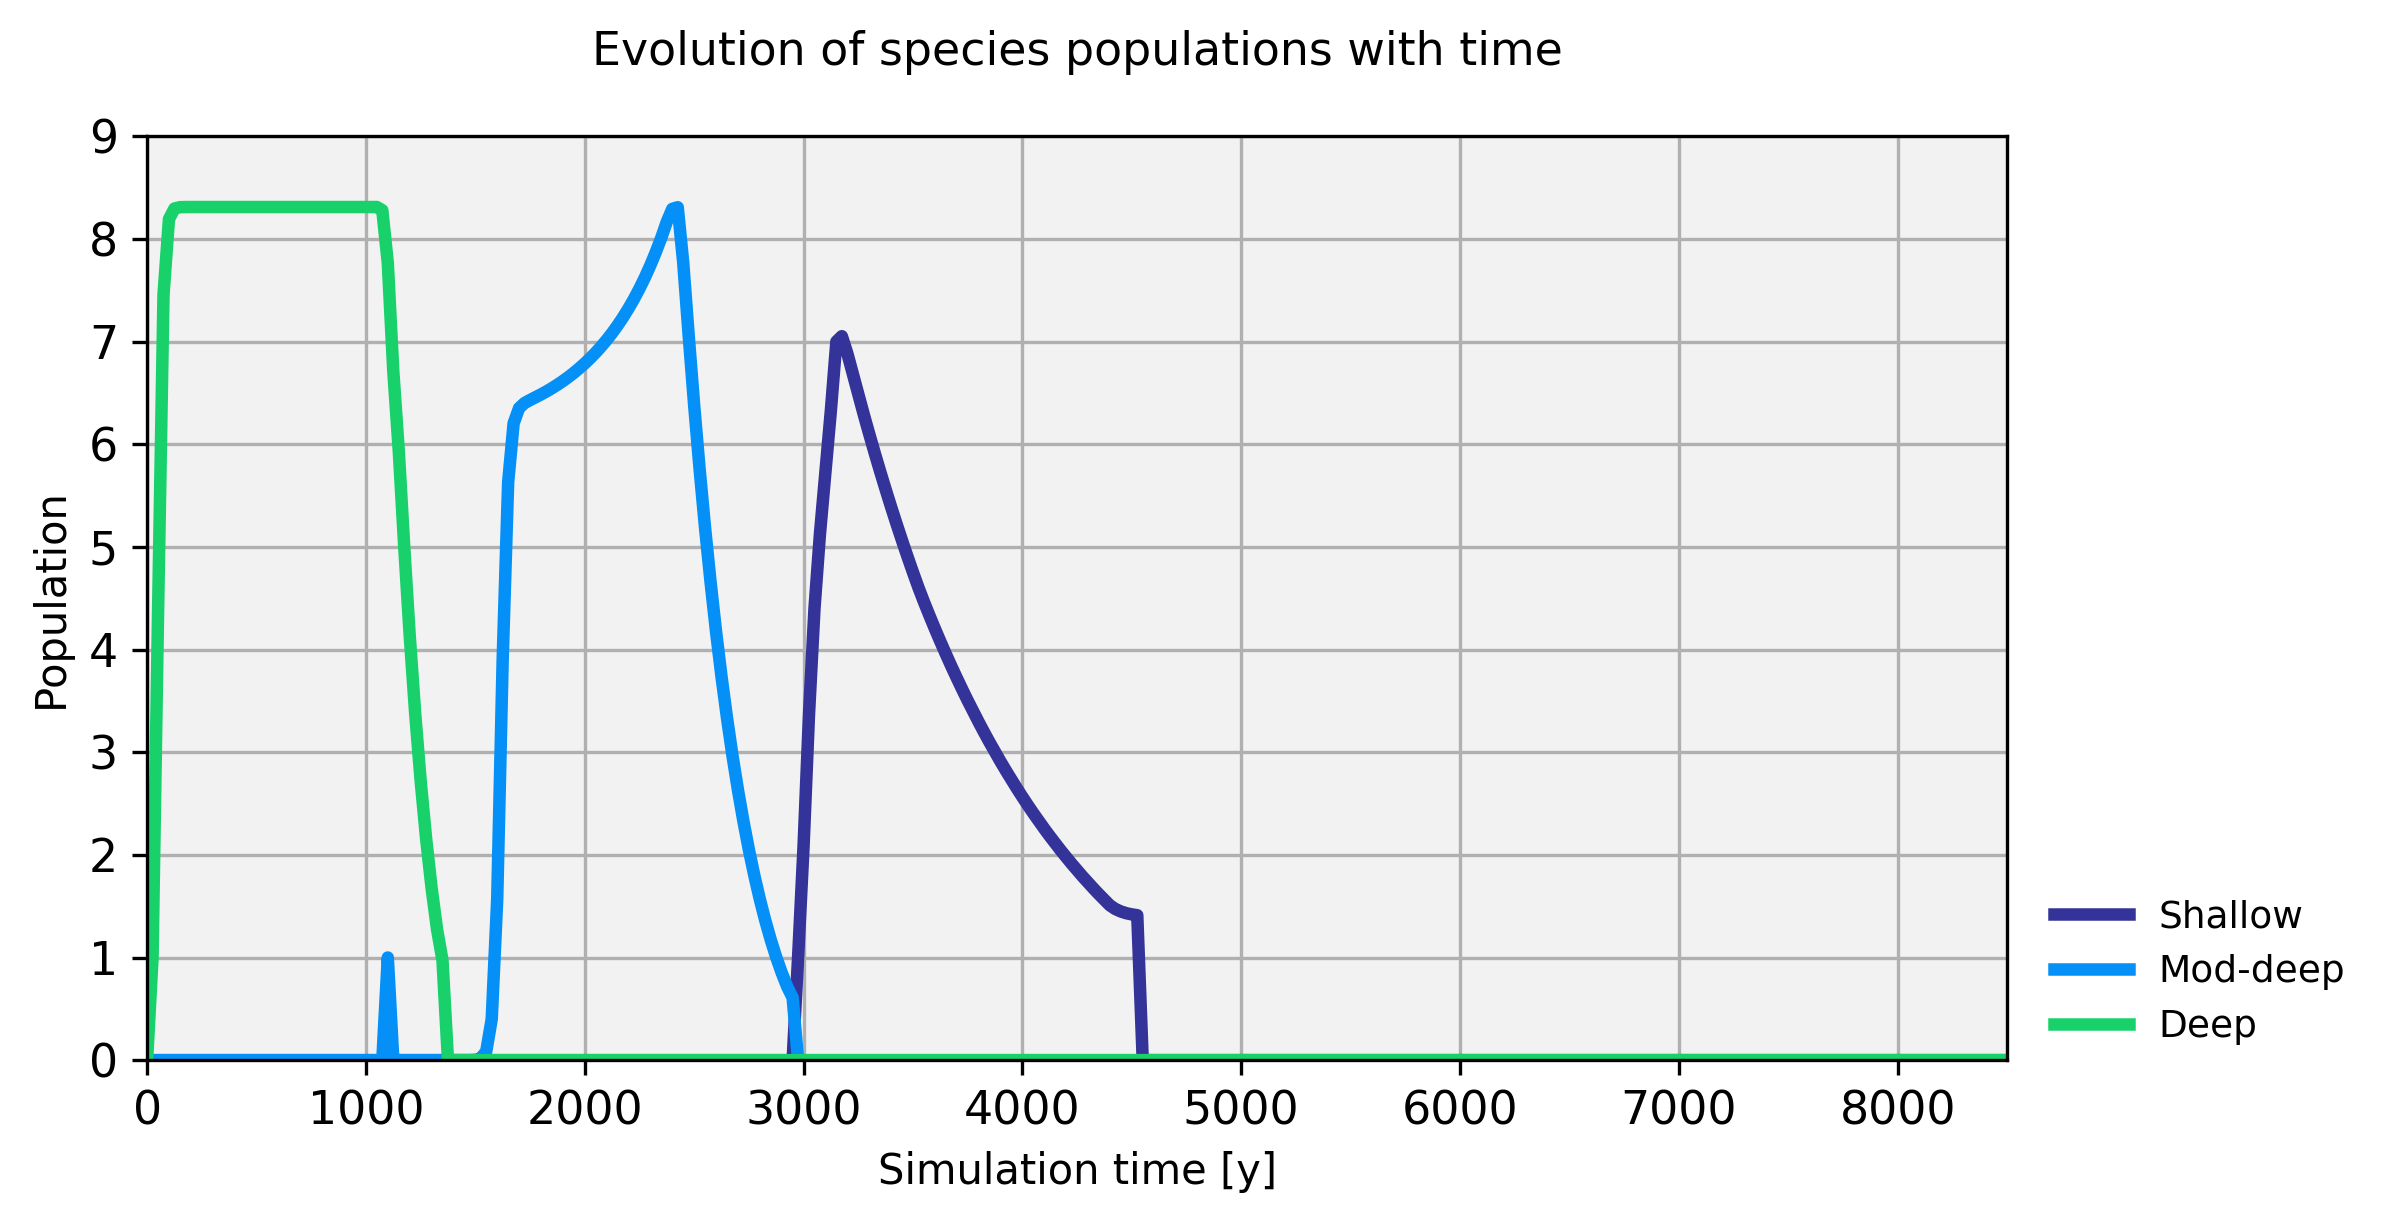 Evolution of species populations with time
9
8
7
6
5
4
3
2
1
0
Population
0 1000 2000 3000 4000 5000 6000 7000 8000
Simulation time [y]
Shallow
Mod-deep
Deep